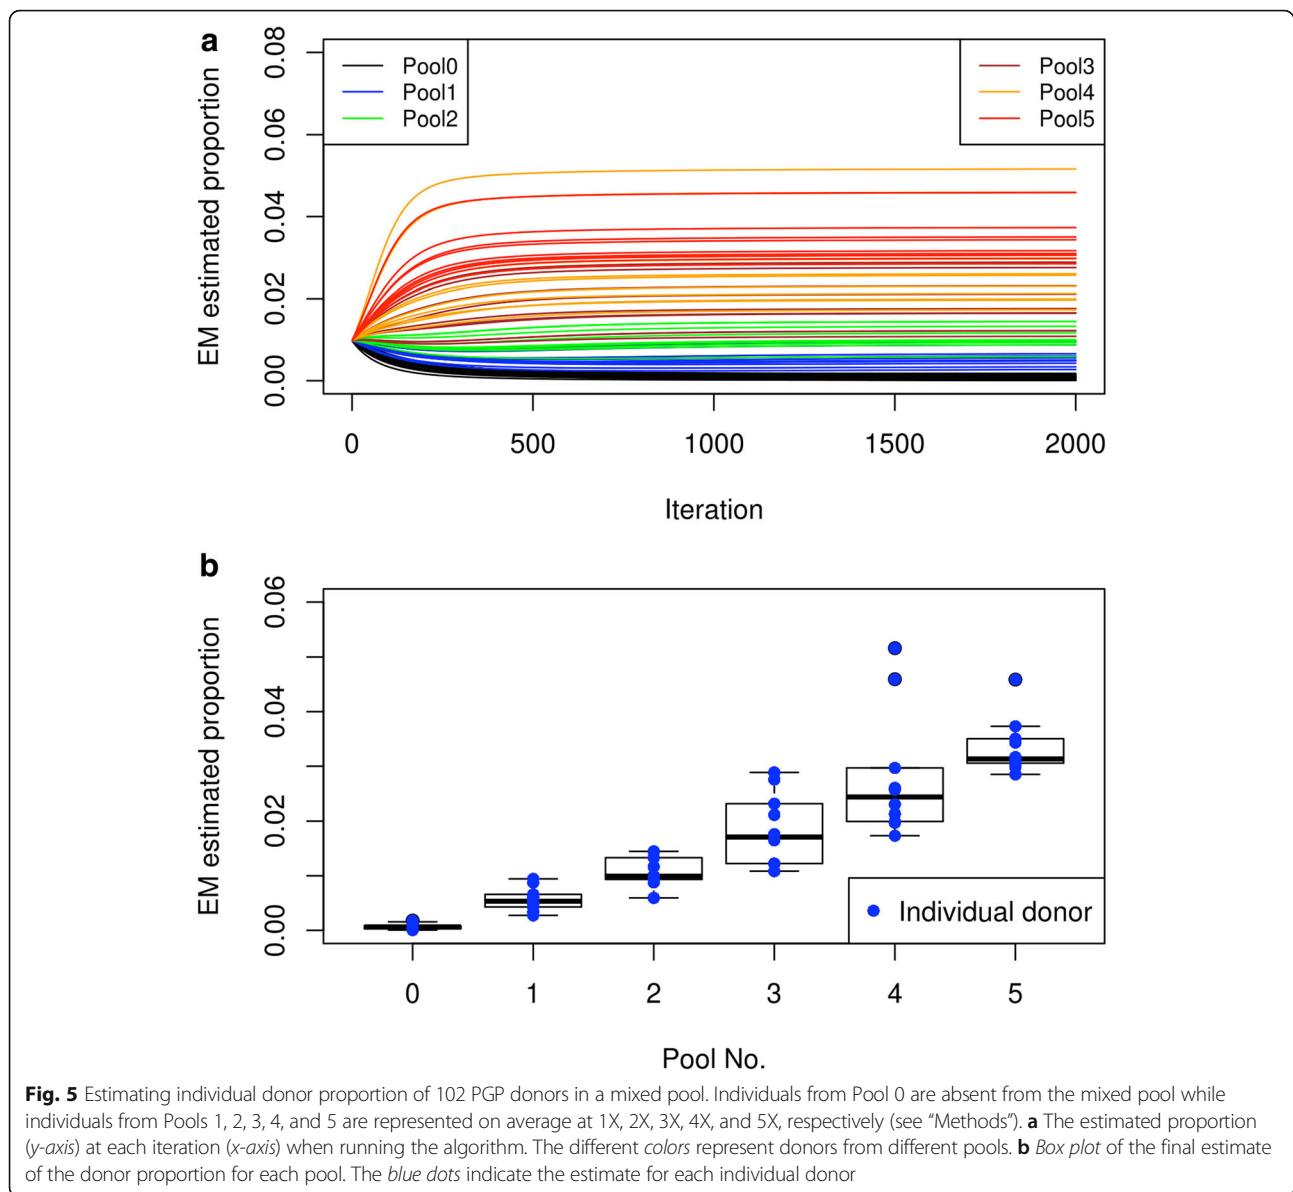 a
EM estimated proportion
0.08
0.06
0.04
0.02
0.00
Pool0
Pool1
Pool2
Pool3
Pool4
Pool5
0 500 1000 1500 2000
Iteration
b
EM estimated proportion
0.06
0.04
0.02
0.00
Individual donor
0 1 2 3 4 5
Pool No.
Fig. 5 Estimating individual donor proportion of 102 PGP donors in a mixed pool. Individuals from Pool 0 are absent from the mixed pool while
individuals from Pools 1, 2, 3, 4, and 5 are represented on average at 1X, 2X, 3X, 4X, and 5X, respectively (see “Methods”). a The estimated proportion
(y-axis) at each iteration (x-axis) when running the algorithm. The different colors represent donors from different pools. b Box plot of the final estimate
of the donor proportion for each pool. The blue dots indicate the estimate for each individual donor